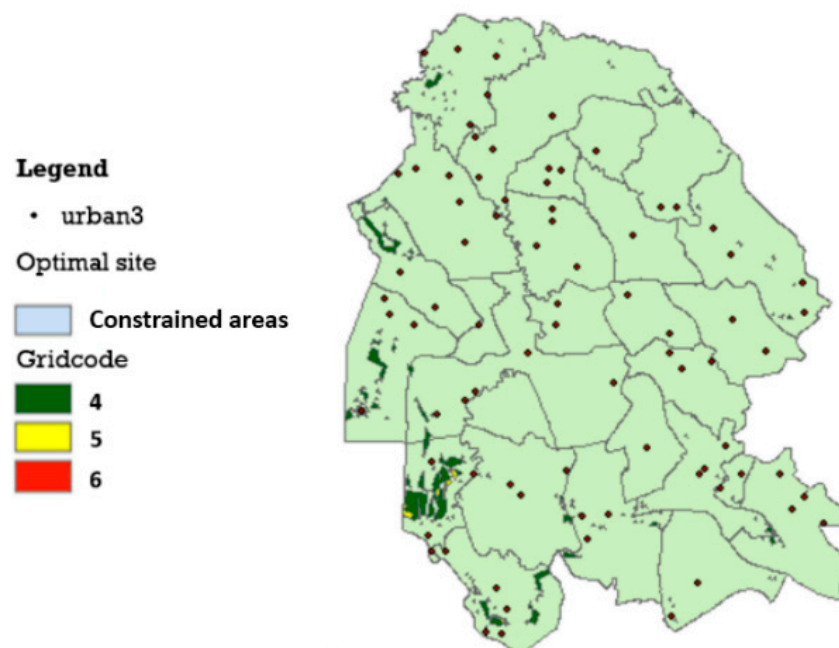 Legend
urban3
Optimal site
Constrained areas
Gridcode
4
5
6